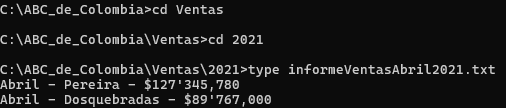 C:\ABC_de_Colombia>cd Ventas
C:\ABC_de_Colombia\Ventas>cd 2021
C:\ABC_de_Colombia\Ventas\2021>type informeVentasAbril2021.txt
Abril - Pereira - $127'345,780
Abril - Dosquebradas - $89'767,000